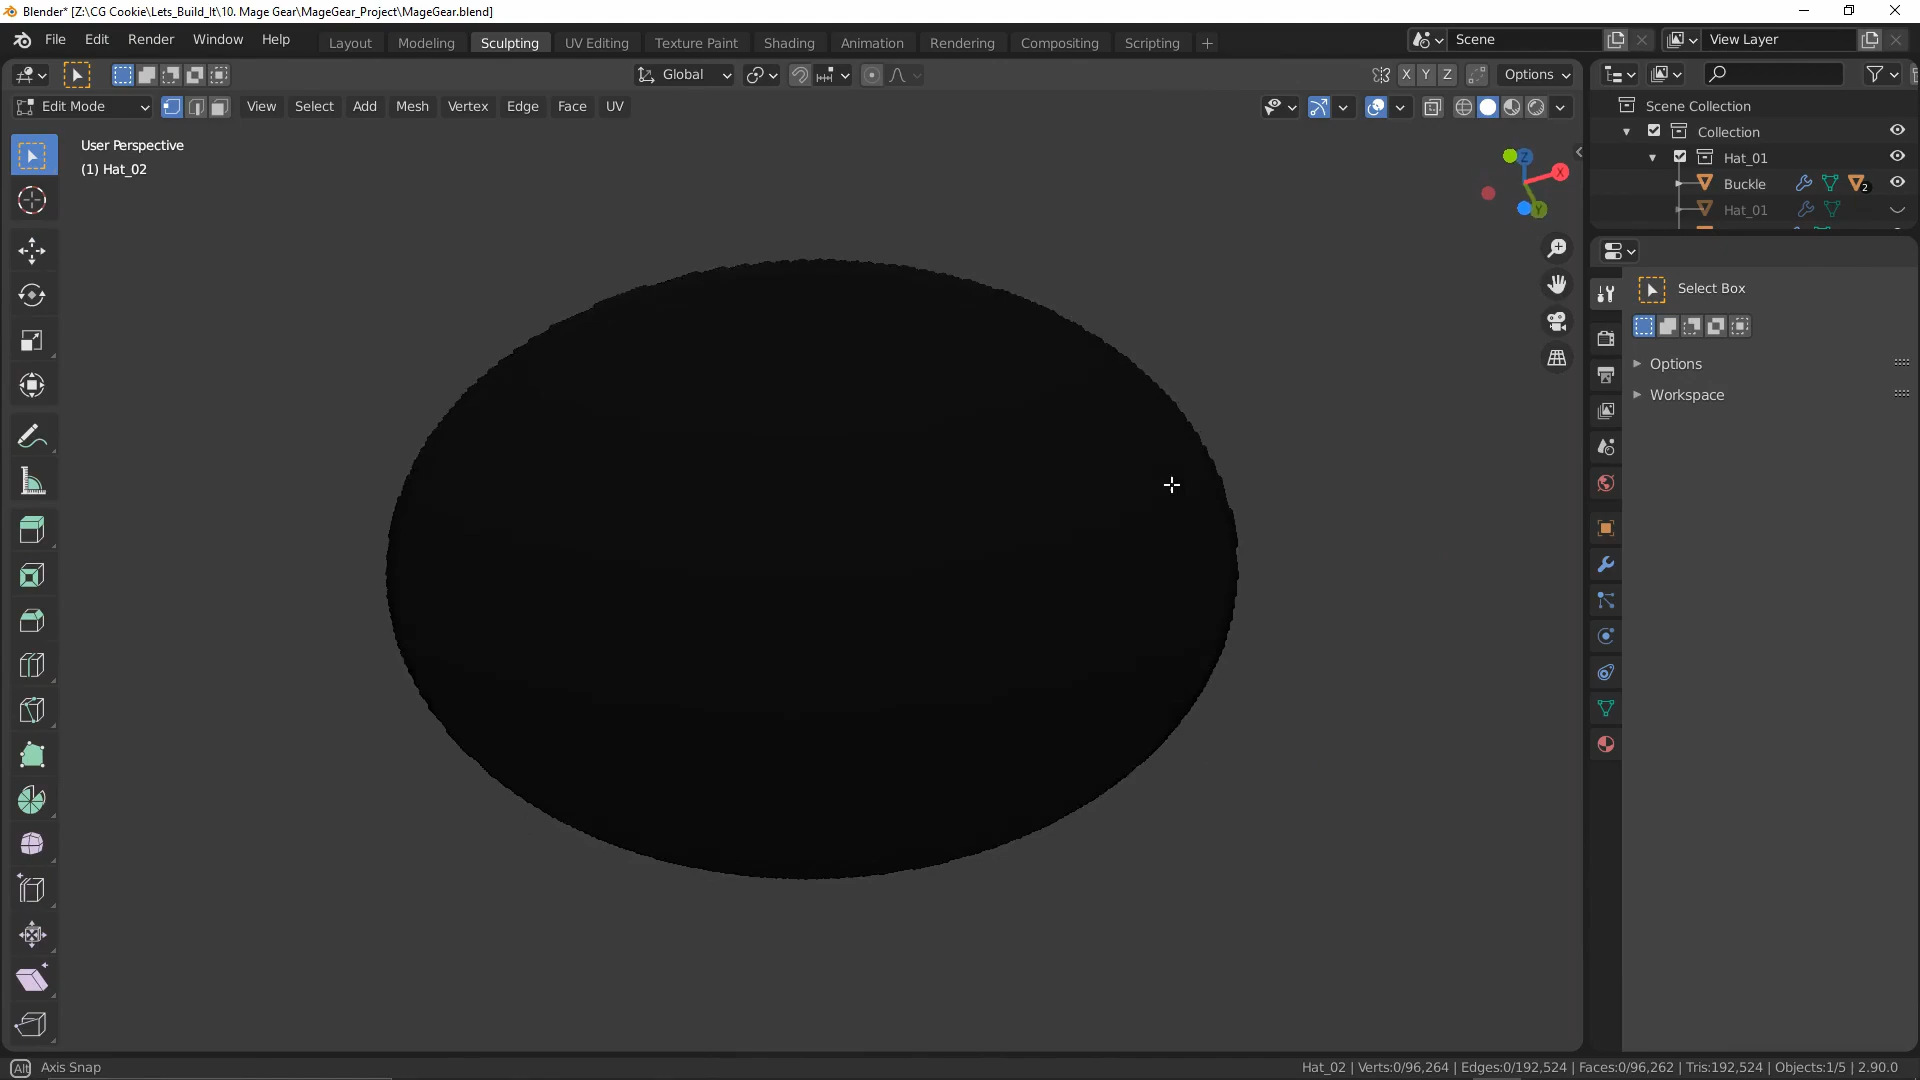 Blender* [Z:\CG Cookie\Lets_Build_It\10. Mage Gear\MageGear_Project\MageGear.blend]
File Edit Render Window Help Layout Modeling Sculpting UV Editing Texture Paint Shading Animation Rendering Compositing Scripting + Scene View Layer
Global X Y Z Options
Edit Mode View Select Add Mesh Vertex Edge Face UV
User Perspective
(1) Hat_02
Z
X
Y
Scene Collection
Collection
Hat_01
Buckle 2
Hat_01
Select Box
Options
Workspace
Alt Axis Snap
Hat_02 | Verts:0/96,264 | Edges:0/192,524 | Faces:0/96,262 | Tris:192,524 | Objects:1/5 | 2.90.0